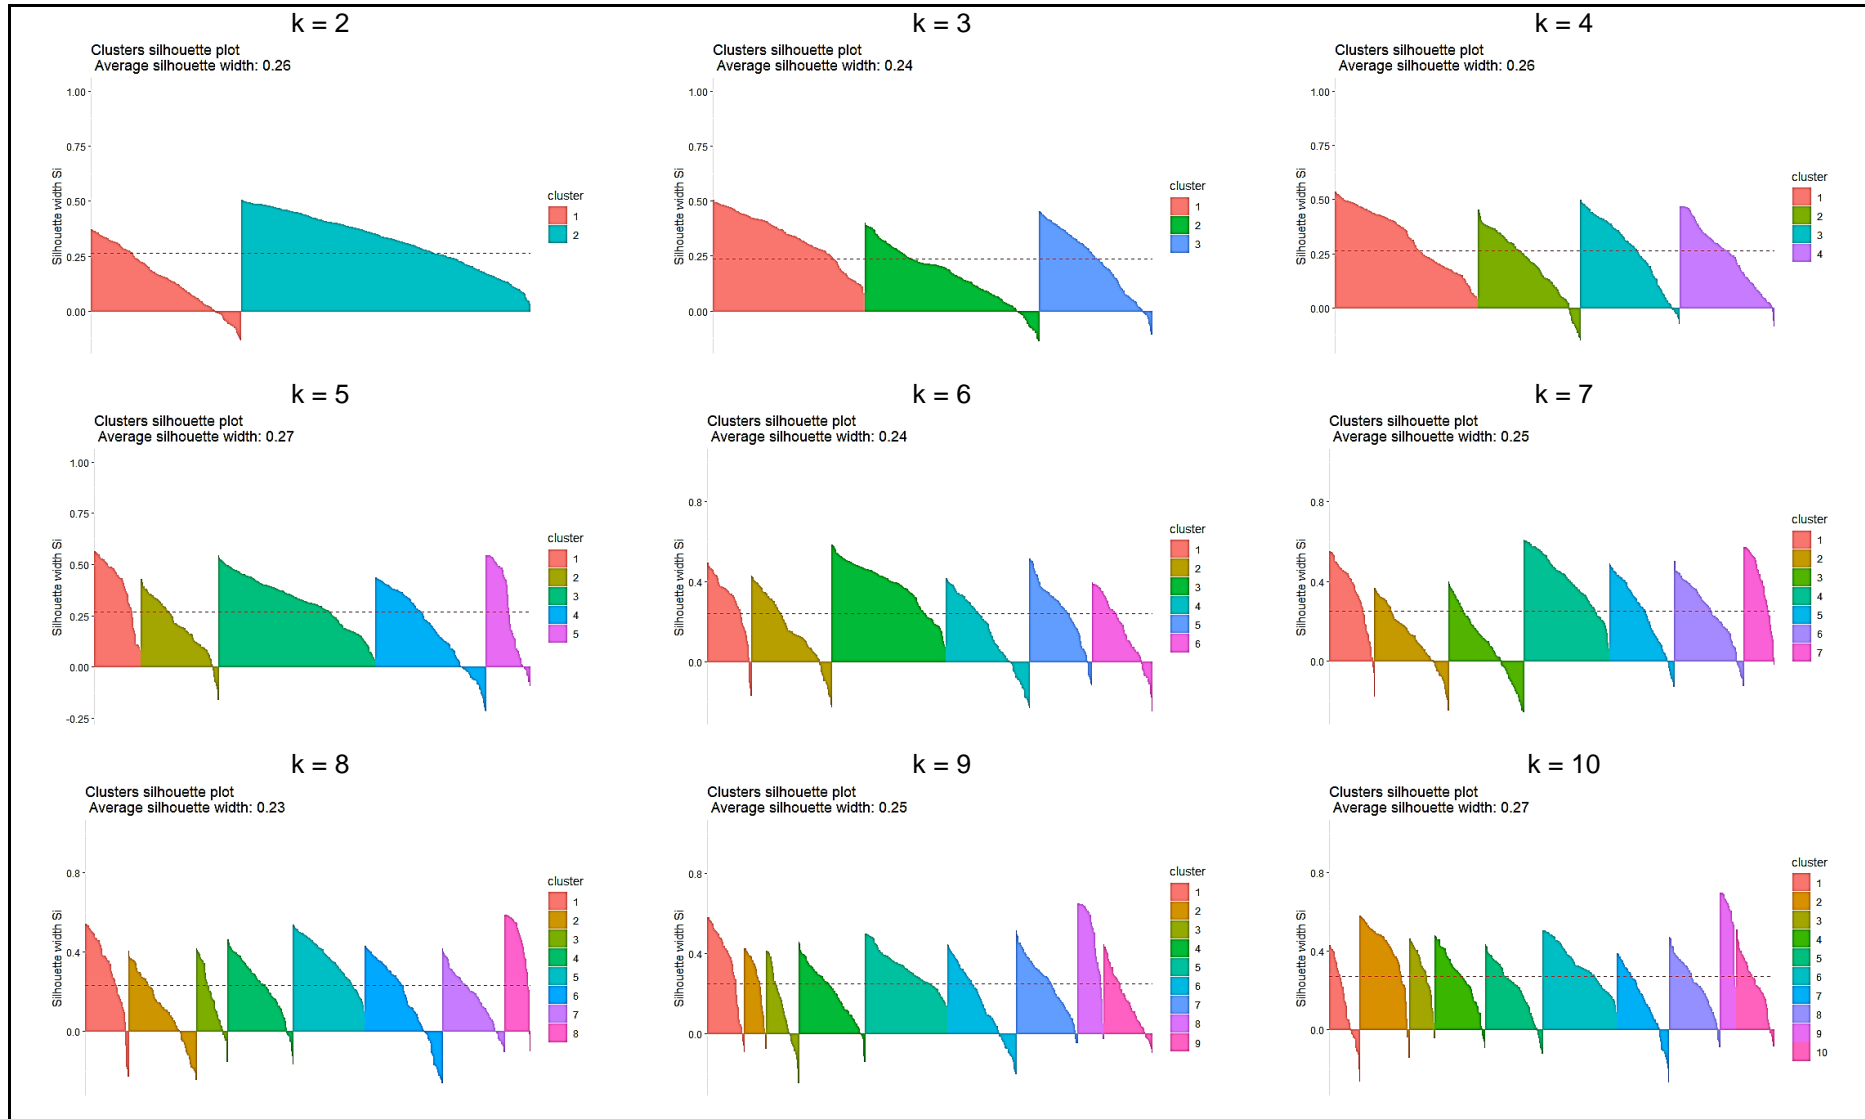 k = 2
Clusters silhouette plot
Average silhouette width: 0.26
1.00
0.75
0.50
0.25
0.00
Silhouette width Si
cluster
1
2
k = 3
Clusters silhouette plot
Average silhouette width: 0.24
1.00
0.75
0.50
0.25
0.00
Silhouette width Si
cluster
1
2
3
k = 4
Clusters silhouette plot
Average silhouette width: 0.26
1.00
0.75
0.50
0.25
0.00
Silhouette width Si
cluster
1
2
3
4
k = 5
Clusters silhouette plot
Average silhouette width: 0.27
1.00
0.75
0.50
0.25
0.00
-0.25
Silhouette width Si
cluster
1
2
3
4
5
k = 6
Clusters silhouette plot
Average silhouette width: 0.24
0.8
0.4
0.0
Silhouette width Si
cluster
1
2
3
4
5
6
k = 7
Clusters silhouette plot
Average silhouette width: 0.25
0.8
0.4
0.0
Silhouette width Si
cluster
1
2
3
4
5
6
7
k = 8
Clusters silhouette plot
Average silhouette width: 0.23
0.8
0.4
0.0
Silhouette width Si
cluster
1
2
3
4
5
6
7
8
k = 9
Clusters silhouette plot
Average silhouette width: 0.25
0.8
0.4
0.0
Silhouette width Si
cluster
1
2
3
4
5
6
7
8
9
k = 10
Clusters silhouette plot
Average silhouette width: 0.27
0.8
0.4
0.0
Silhouette width Si
cluster
1
2
3
4
5
6
7
8
9
10